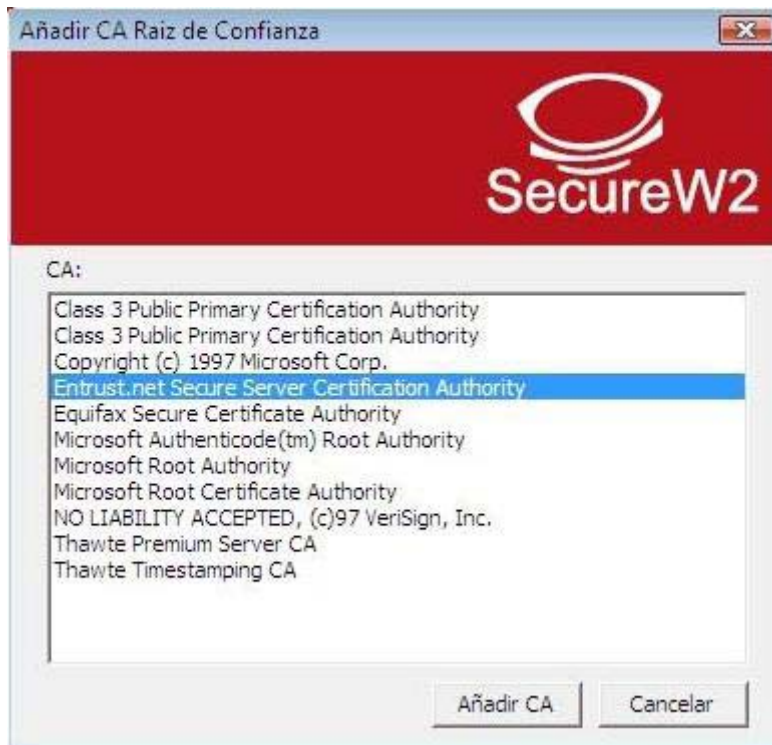 Añadir CA Raiz de Confianza
SecureW2
CA:
Class 3 Public Primary Certification Authority
Class 3 Public Primary Certification Authority
Copyright (c) 1997 Microsoft Corp.
Entrust.net Secure Server Certification Authority
Equifax Secure Certificate Authority
Microsoft Authenticode(tm) Root Authority
Microsoft Root Authority
Microsoft Root Certificate Authority
NO LIABILITY ACCEPTED, (c)97 VeriSign, Inc.
Thawte Premium Server CA
Thawte Timestamping CA
Añadir CA
Cancelar